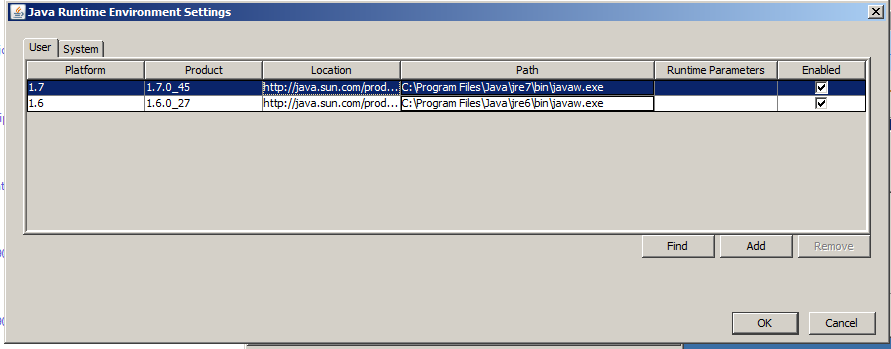 Java Runtime Environment Settings
User System
Platform Product Location Path Runtime Parameters Enabled
1.7 1.7.0_45 http://java.sun.com/prod... C:\Program Files\Java\jre7\bin\javaw.exe
1.6 1.6.0_27 http://java.sun.com/prod... C:\Program Files\Java\jre6\bin\javaw.exe
Find Add Remove
OK Cancel